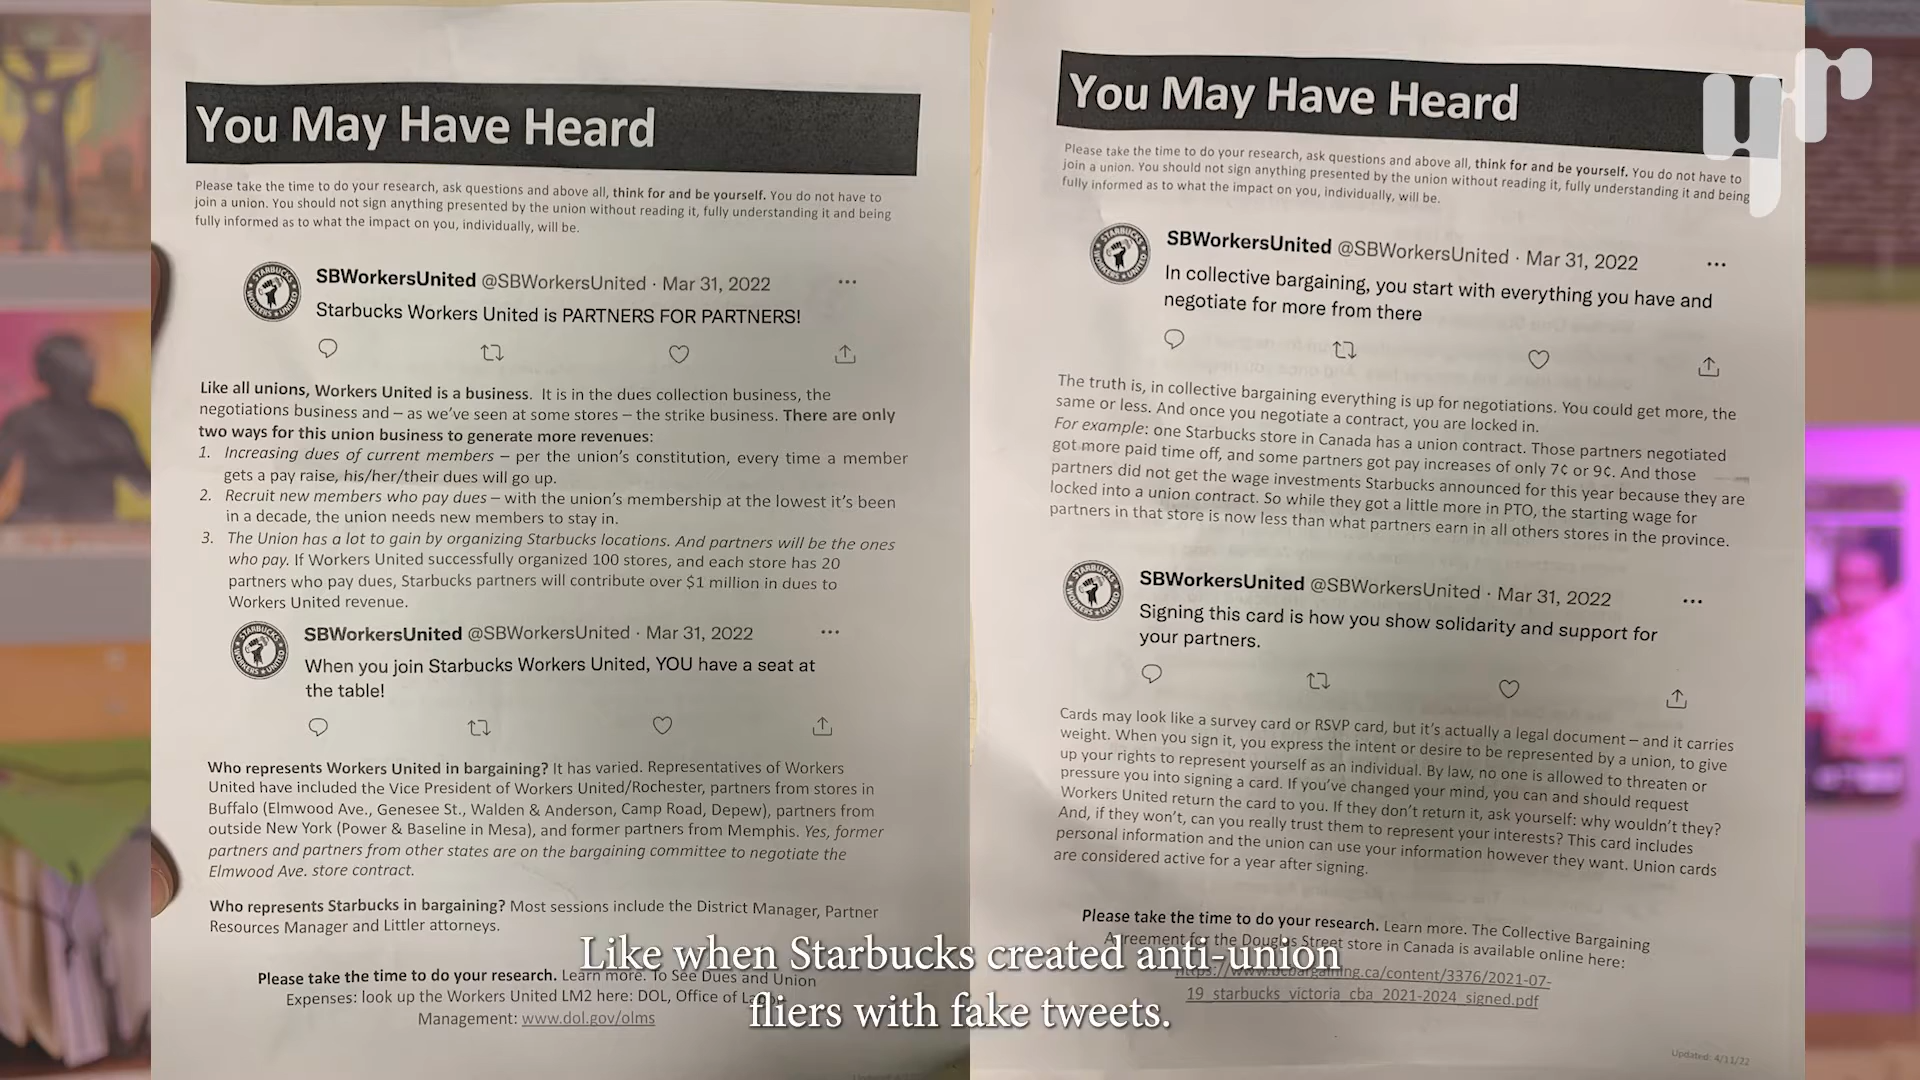 You May Have Heard
Please take the time to do your research, ask questions and above all, think for and be yourself. You do not have to
join a union. You should not sign anything presented by the union without reading it, fully understanding it and being
fully informed as to what the impact on you, individually, will be.
SBWorkersUnited @SBWorkersUnited · Mar 31, 2022 ...
Starbucks Workers United is PARTNERS FOR PARTNERS!
Like all unions, Workers United is a business. It is in the dues collection business, the
negotiations business and – as we've seen at some stores – the strike business. There are only
two ways for this union business to generate more revenues:
1. Increasing dues of current members – per the union's constitution, every time a member
gets a pay raise, his/her/their dues will go up.
2. Recruit new members who pay dues – with the union's membership at the lowest it's been
in a decade, the union needs new members to stay in.
3. The Union has a lot to gain by organizing Starbucks locations. And partners will be the ones
who pay. If Workers United successfully organized 100 stores, and each store has 20
partners who pay dues, Starbucks partners will contribute over $1 million in dues to
Workers United revenue.
SBWorkersUnited @SBWorkersUnited · Mar 31, 2022 ...
When you join Starbucks Workers United, YOU have a seat at
the table!
Who represents Workers United in bargaining? It has varied. Representatives of Workers
United have included the Vice President of Workers United/Rochester, partners from stores in
Buffalo (Elmwood Ave., Genesee St., Walden & Anderson, Camp Road, Depew), partners from
outside New York (Power & Baseline in Mesa), and former partners from Memphis. Yes, former
partners and partners from other states are on the bargaining committee to negotiate the
Elmwood Ave. store contract.
Who represents Starbucks in bargaining? Most sessions include the District Manager, Partner
Resources Manager and Littler attorneys.
Please take the time to do your research. Learn more. To See Dues and Union
Expenses: look up the Workers United LM2 here: DOL, Office of
Management: www.dol.gov/olms
You May Have Heard
Please take the time to do your research, ask questions and above all, think for and be yourself. You do not have to
join a union. You should not sign anything presented by the union without reading it, fully understanding it and being
fully informed as to what the impact on you, individually, will be.
SBWorkersUnited @SBWorkersUnited · Mar 31, 2022 ...
In collective bargaining, you start with everything you have and
negotiate for more from there
The truth is, in collective bargaining everything is up for negotiations. You could get more, the
same or less. And once you negotiate a contract, you are locked in.
For example: one Starbucks store in Canada has a union contract. Those partners negotiated
got more paid time off, and some partners got pay increases of only 7¢ or 9¢. And those
partners did not get the wage investments Starbucks announced for this year because they are
locked into a union contract. So while they got a little more in PTO, the starting wage for
partners in that store is now less than what partners earn in all others stores in the province.
SBWorkersUnited @SBWorkersUnited · Mar 31, 2022 ...
Signing this card is how you show solidarity and support for
your partners.
Cards may look like a survey card or RSVP card, but it's actually a legal document – and it carries
weight. When you sign it, you express the intent or desire to be represented by a union, to give
up your rights to represent yourself as an individual. By law, no one is allowed to threaten or
pressure you into signing a card. If you've changed your mind, you can and should request
Workers United return the card to you. If they don't return it, ask yourself: why wouldn't they?
And, if they won't, can you really trust them to represent your interests? This card includes
personal information and the union can use your information however they want. Union cards
are considered active for a year after signing.
Please take the time to do your research. Learn more. The Collective Bargaining
Agreement for the Douglas Street store in Canada is available online here:
https://www.bcbargaining.ca/content/3376/2021-07-
19_starbucks_victoria_cba_2021-2024_signed.pdf
Updated: 4/11/22
Like when Starbucks created anti-union
fliers with fake tweets.
yr